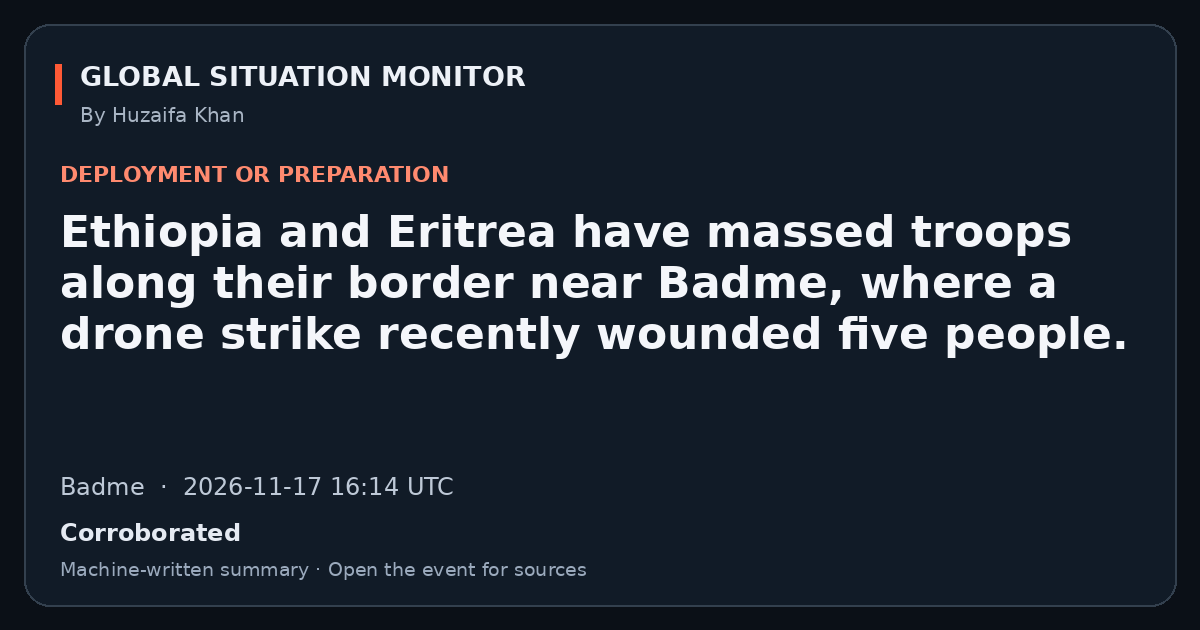 GLOBAL SITUATION MONITOR
By Huzaifa Khan
DEPLOYMENT OR PREPARATION
Ethiopia and Eritrea have massed troops
along their border near Badme, where a
drone strike recently wounded five people.
Badme · 2026-11-17 16:14 UTC
Corroborated
Machine-written summary · Open the event for sources